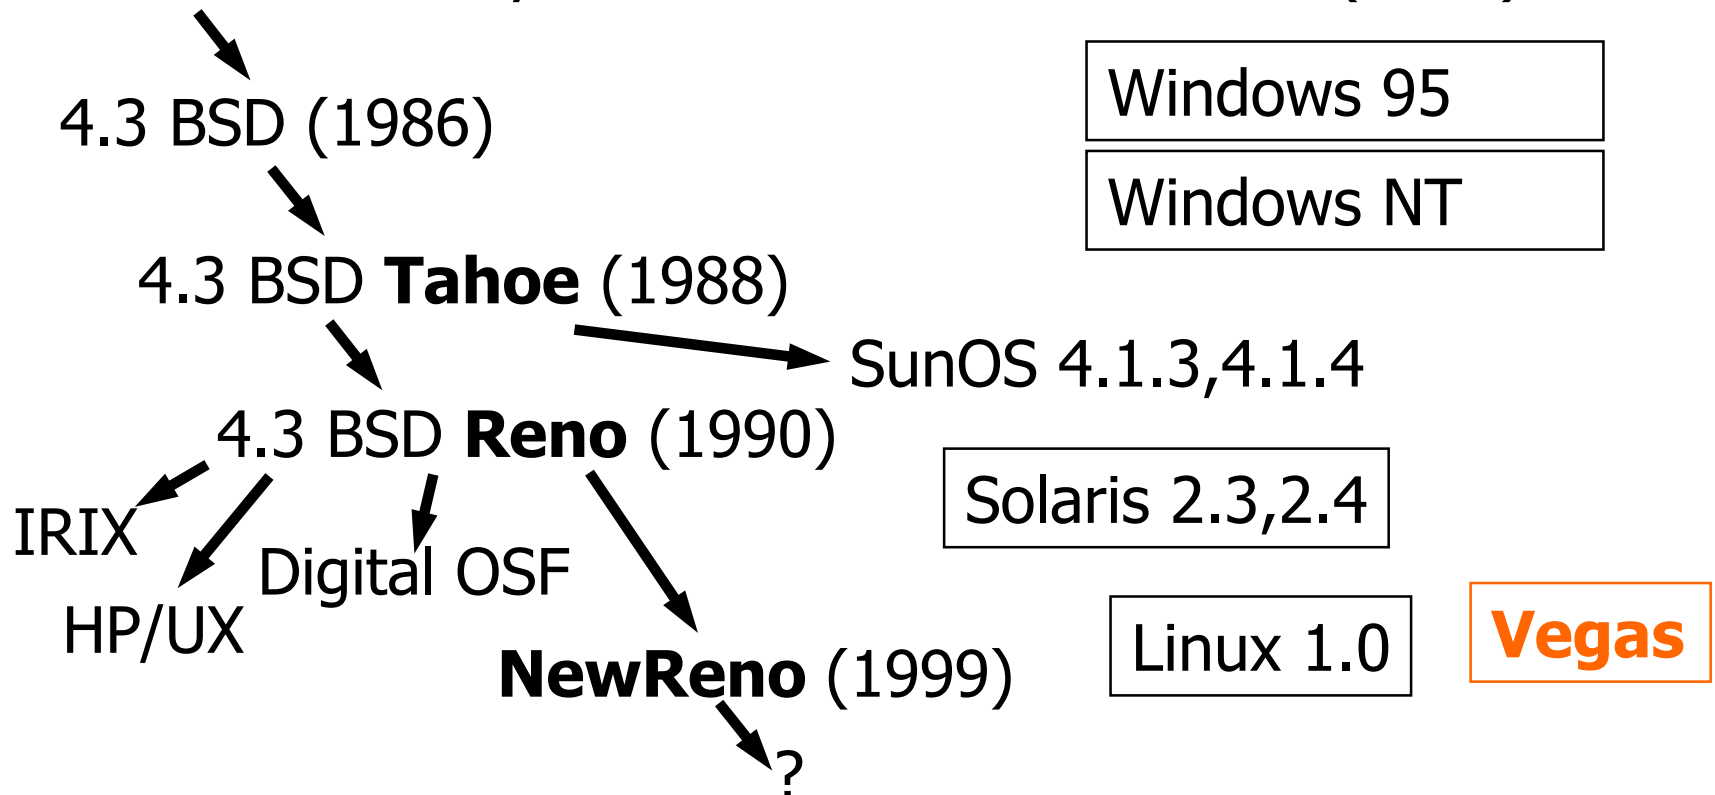 4.3 BSD (1986)
Windows 95
Windows NT
4.3 BSD Tahoe (1988)
SunOS 4.1.3,4.1.4
4.3 BSD Reno (1990)
Solaris 2.3,2.4
IRIX
Digital OSF
HP/UX
Linux 1.0
Vegas
NewReno (1999)
?